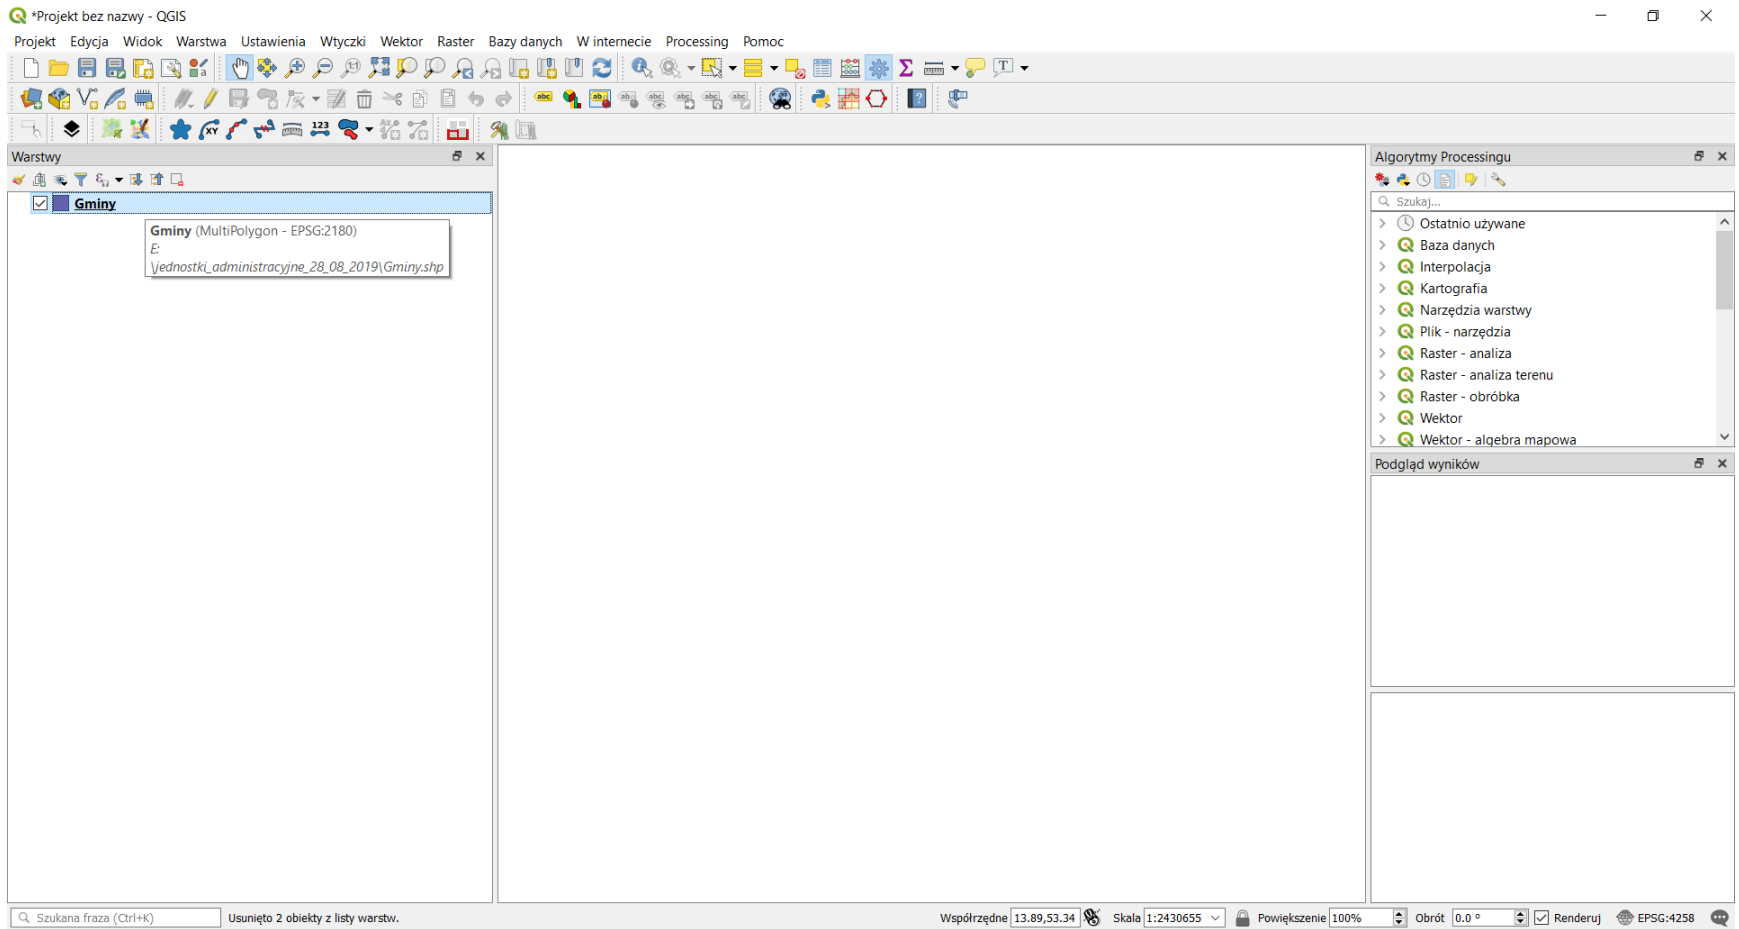 *Projekt bez nazwy - QGIS
Projekt Edycja Widok Warstwa Ustawienia Wtyczki Wektor Raster Bazy danych W internecie Processing Pomoc
Warstwy
Gminy
Gminy (MultiPolygon - EPSG:2180)
E:
\jednostki_administracyjne_28_08_2019\Gminy.shp
Algorytmy Processingu
Szukaj...
Ostatnio używane
Baza danych
Interpolacja
Kartografia
Narzędzia warstwy
Plik - narzędzia
Raster - analiza
Raster - analiza terenu
Raster - obróbka
Wektor
Wektor - algebra mapowa
Podgląd wyników
Szukana fraza (Ctrl+K) Usunięto 2 obiekty z listy warstw. Współrzędne 13.89,53.34 Skala 1:2430655 Powiększenie 100% Obrót 0.0 ° Renderuj EPSG:4258